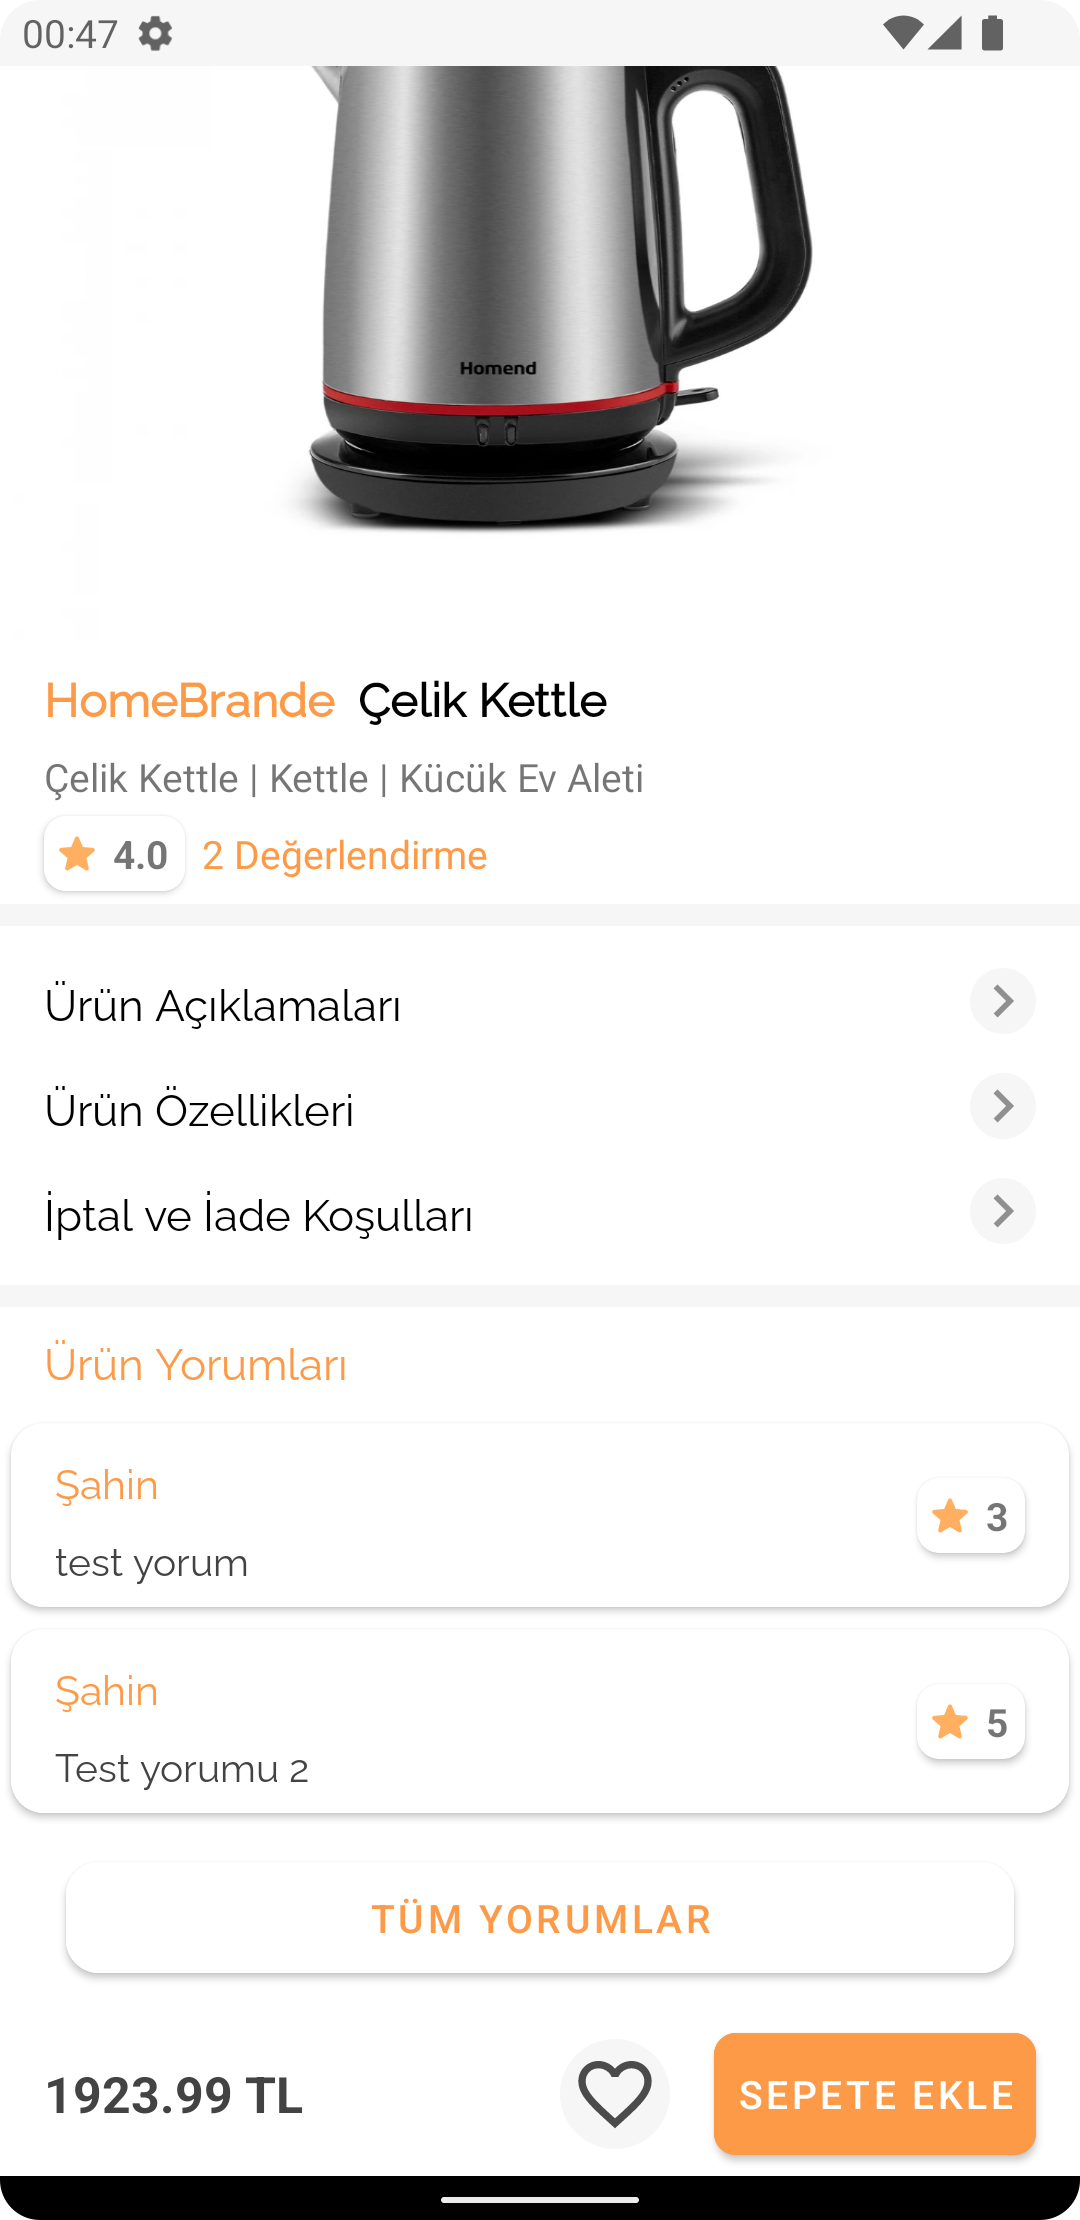 00:47
Homend
HomeBrande Çelik Kettle
Çelik Kettle | Kettle | Kücük Ev Aleti
4.0 2 Değerlendirme
Ürün Açıklamaları
Ürün Özellikleri
İptal ve İade Koşulları
Ürün Yorumları
Şahin
3
test yorum
Şahin
5
Test yorumu 2
TÜM YORUMLAR
1923.99 TL SEPETE EKLE